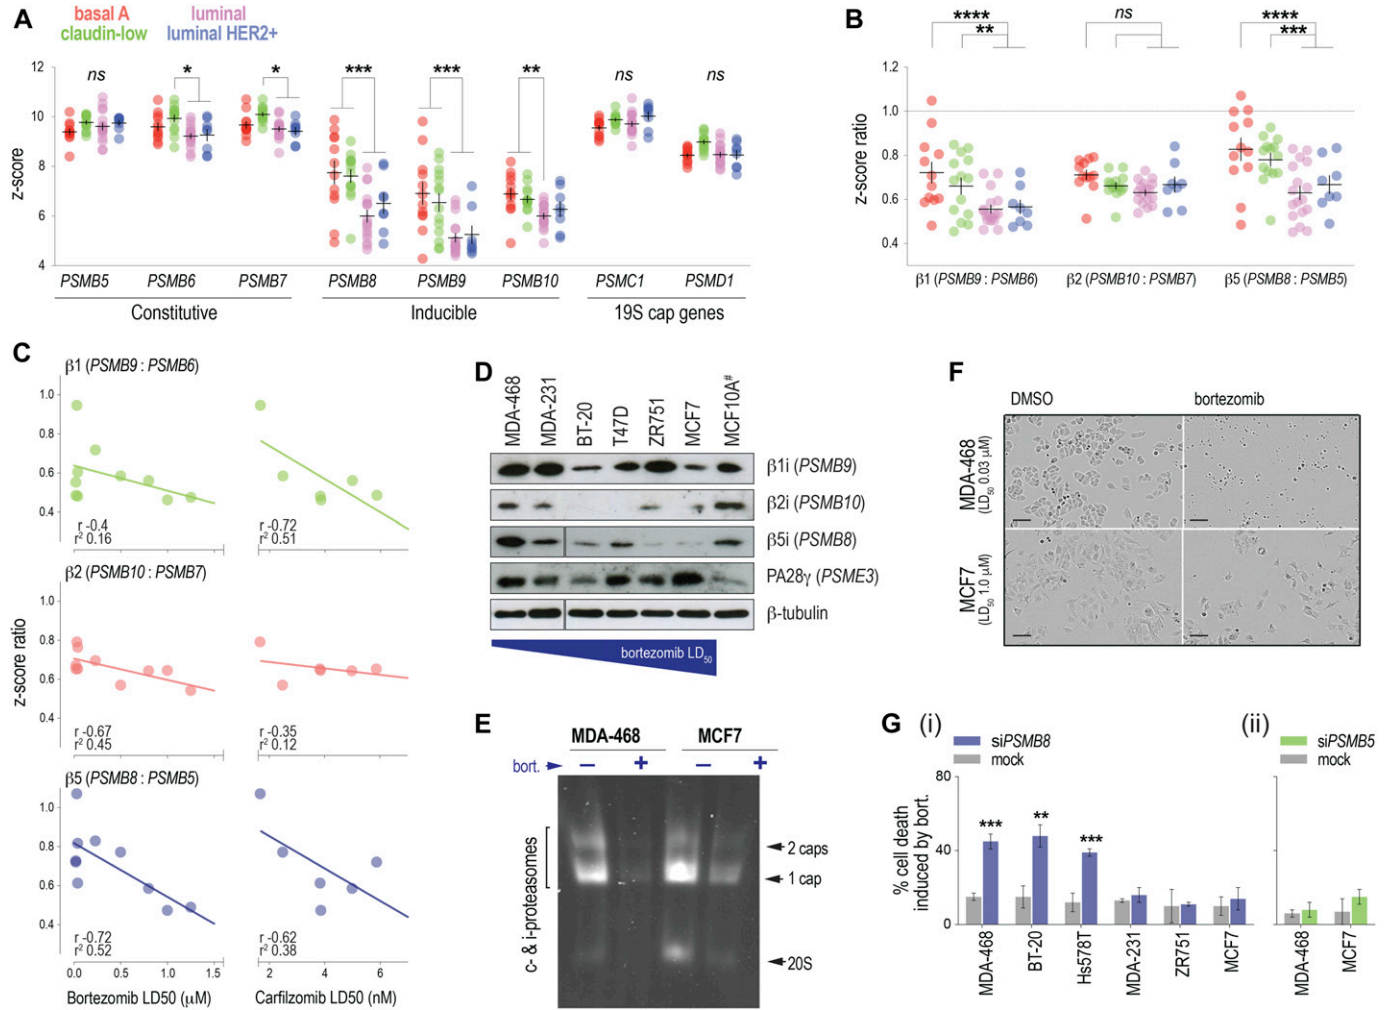 A
basal A luminal
claudin-low luminal HER2+
z-score
12
10
8
6
4
ns * * *** *** ** ns ns
PSMB5 PSMB6 PSMB7 PSMB8 PSMB9 PSMB10 PSMC1 PSMD1
Constitutive Inducible 19S cap genes
B
**** ns ****
** ***
z-score ratio
1.2
1.0
0.8
0.6
0.4
β1 (PSMB9 : PSMB6) β2 (PSMB10 : PSMB7) β5 (PSMB8 : PSMB5)
C
β1 (PSMB9 : PSMB6)
1.0
0.8
0.6
0.4
r -0.4 r -0.72
r² 0.16 r² 0.51
β2 (PSMB10 : PSMB7)
z-score ratio
1.0
0.8
0.6
0.4
r -0.67 r -0.35
r² 0.45 r² 0.12
β5 (PSMB8 : PSMB5)
1.0
0.8
0.6
0.4
r -0.72 r -0.62
r² 0.52 r² 0.38
0.0 0.5 1.0 1.5 2 4 6
Bortezomib LD50 (μM) Carfilzomib LD50 (nM)
D
MDA-468 MDA-231 BT-20 T47D ZR751 MCF7 MCF10A#
β1i (PSMB9)
β2i (PSMB10)
β5i (PSMB8)
PA28γ (PSME3)
β-tubulin
bortezomib LD₅₀
E
MDA-468 MCF7
bort. − + − +
c- & i-proteasomes
2 caps
1 cap
20S
F
DMSO bortezomib
MDA-468
(LD₅₀ 0.03 μM)
MCF7
(LD₅₀ 1.0 μM)
G (i) (ii)
siPSMB8 siPSMB5
mock mock
% cell death
induced by bort.
80
40
0
*** ** ***
MDA-468 BT-20 Hs578T MDA-231 ZR751 MCF7 MDA-468 MCF7